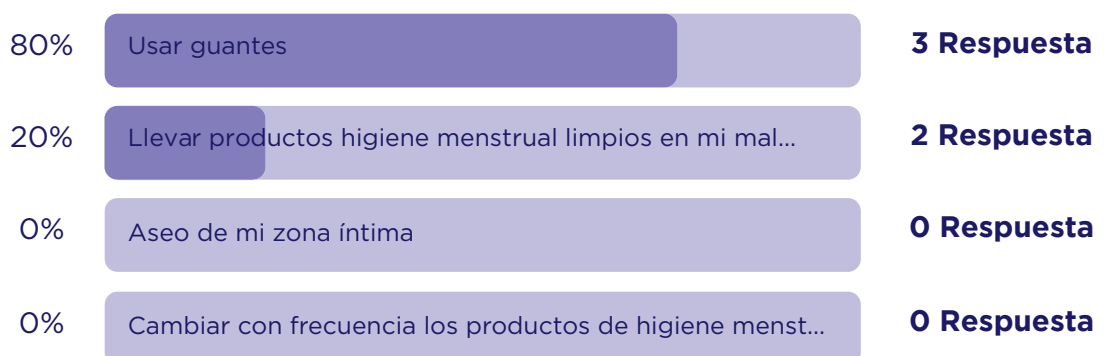 80% Usar guantes 3 Respuesta
20% Llevar productos higiene menstrual limpios en mi mal... 2 Respuesta
0% Aseo de mi zona íntima 0 Respuesta
0% Cambiar con frecuencia los productos de higiene menst... 0 Respuesta